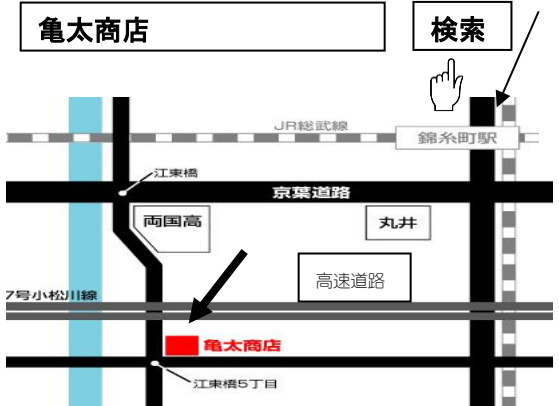 亀太商店
検索
JR総武線
錦糸町駅
江東橋
京葉道路
両国高
丸井
高速道路
7号小松川線
亀太商店
江東橋5丁目